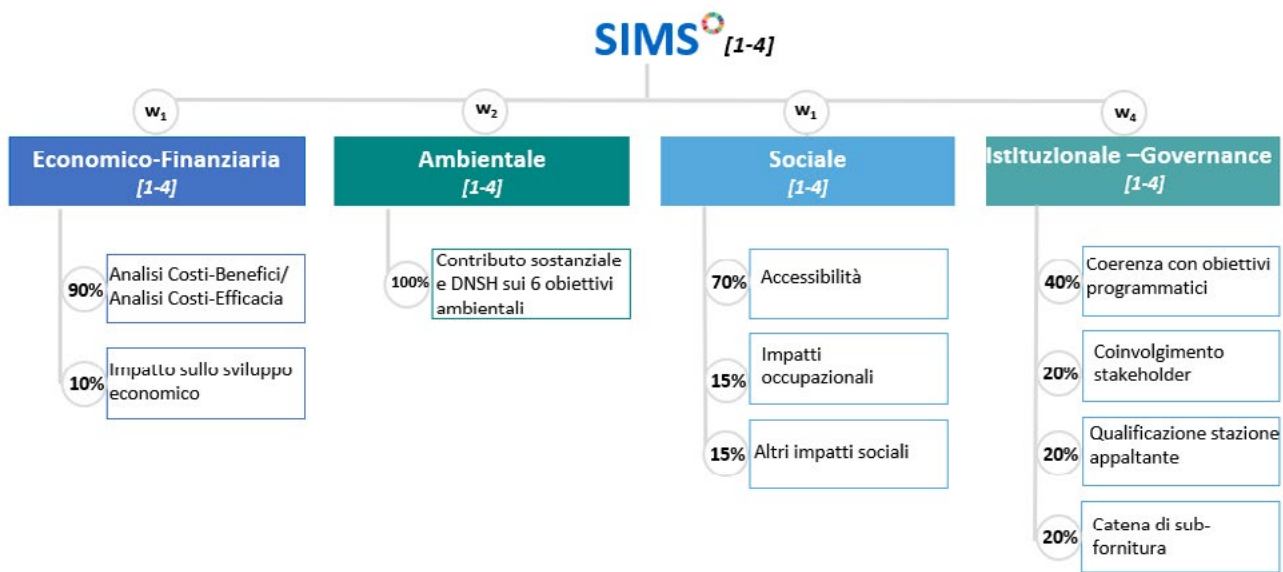 SIMS [1-4]
w₁
w₂
w₁
w₄
Economico-Finanziaria
[1-4]
Ambientale
[1-4]
Sociale
[1-4]
Istituzionale –Governance
[1-4]
90%
Analisi Costi-Benefici/
Analisi Costi-Efficacia
10%
Impatto sullo sviluppo
economico
100%
Contributo sostanziale
e DNSH sui 6 obiettivi
ambientali
70%
Accessibilità
15%
Impatti
occupazionali
15%
Altri impatti sociali
40%
Coerenza con obiettivi
programmatici
20%
Coinvolgimento
stakeholder
20%
Qualificazione stazione
appaltante
20%
Catena di sub-
fornitura